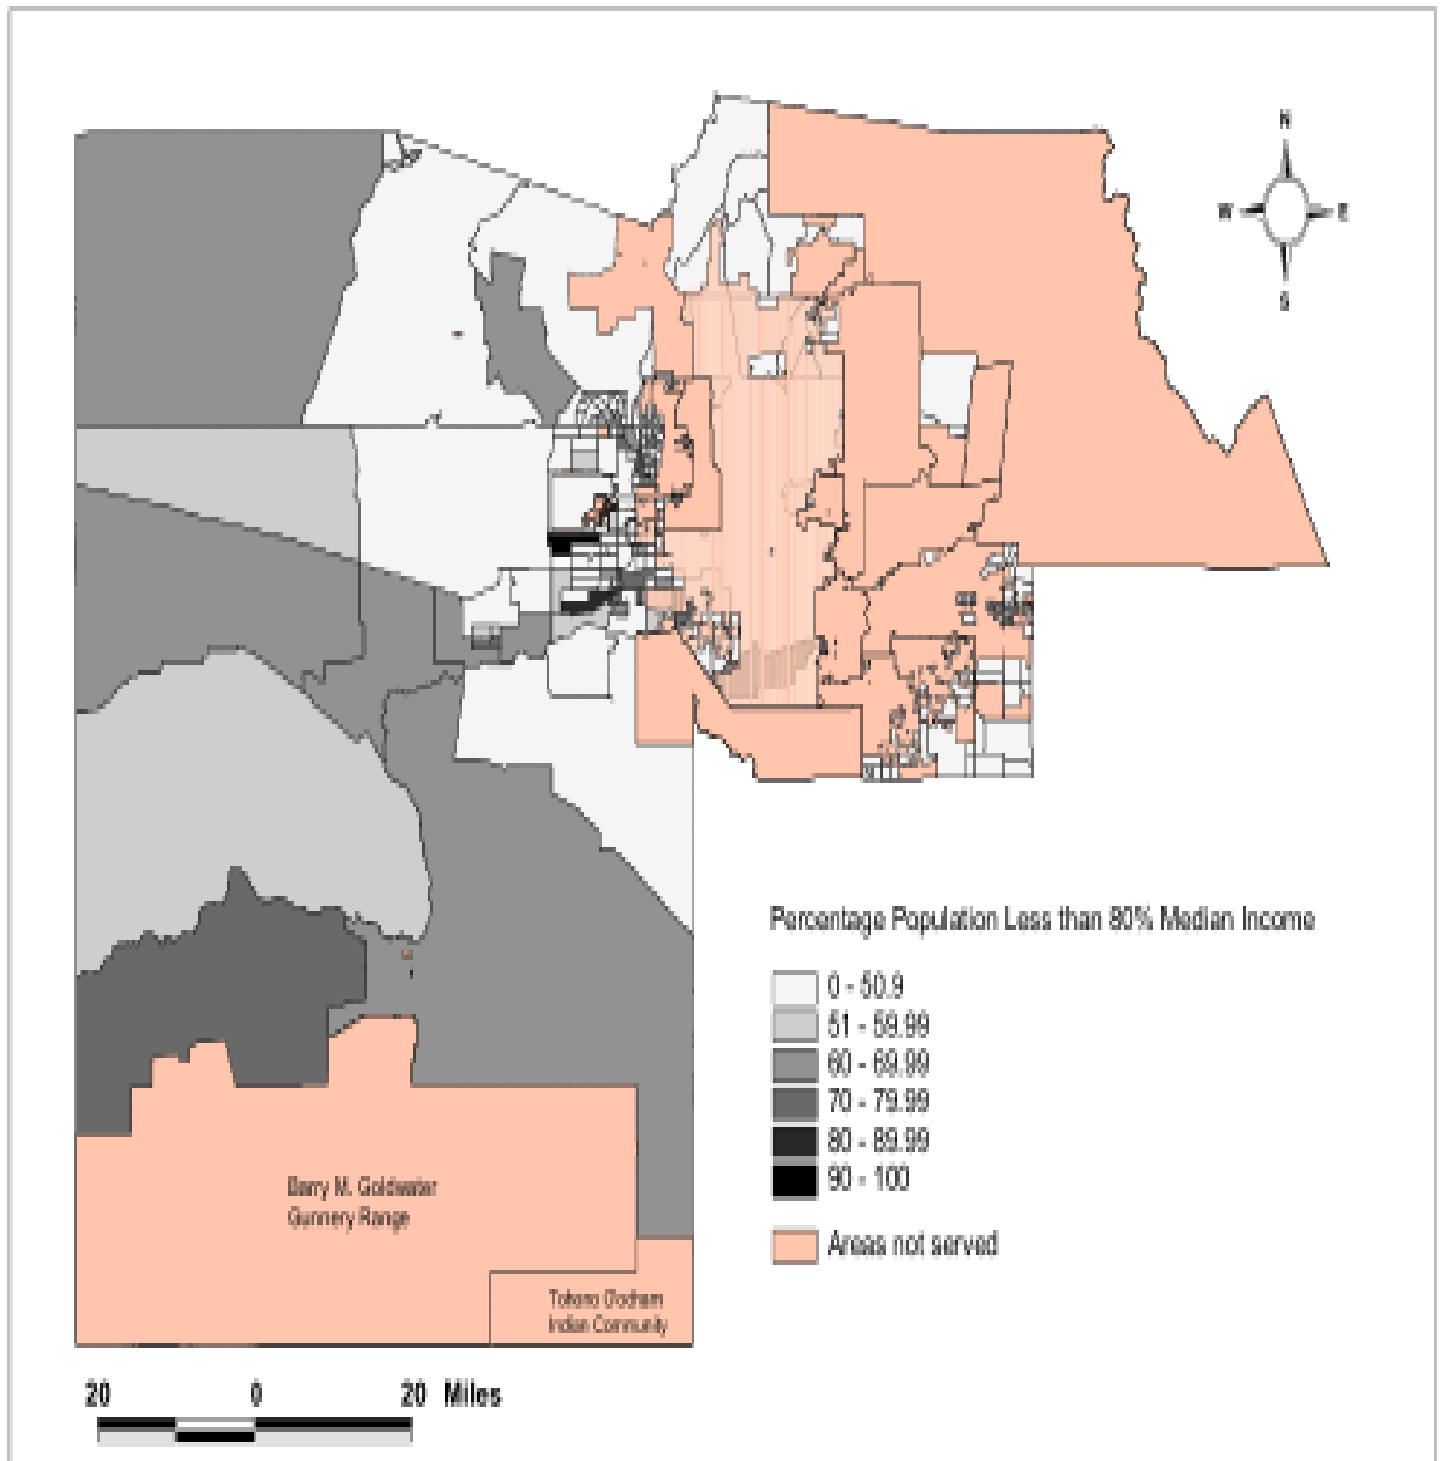 N
W E
S
Percentage Population Less than 80% Median Income
0 - 50.9
51 - 59.99
60 - 69.99
70 - 79.99
80 - 89.99
90 - 100
Areas not served
Barry M. Goldwater
Gunnery Range
Tohono
Indian Community
20 0 20 Miles